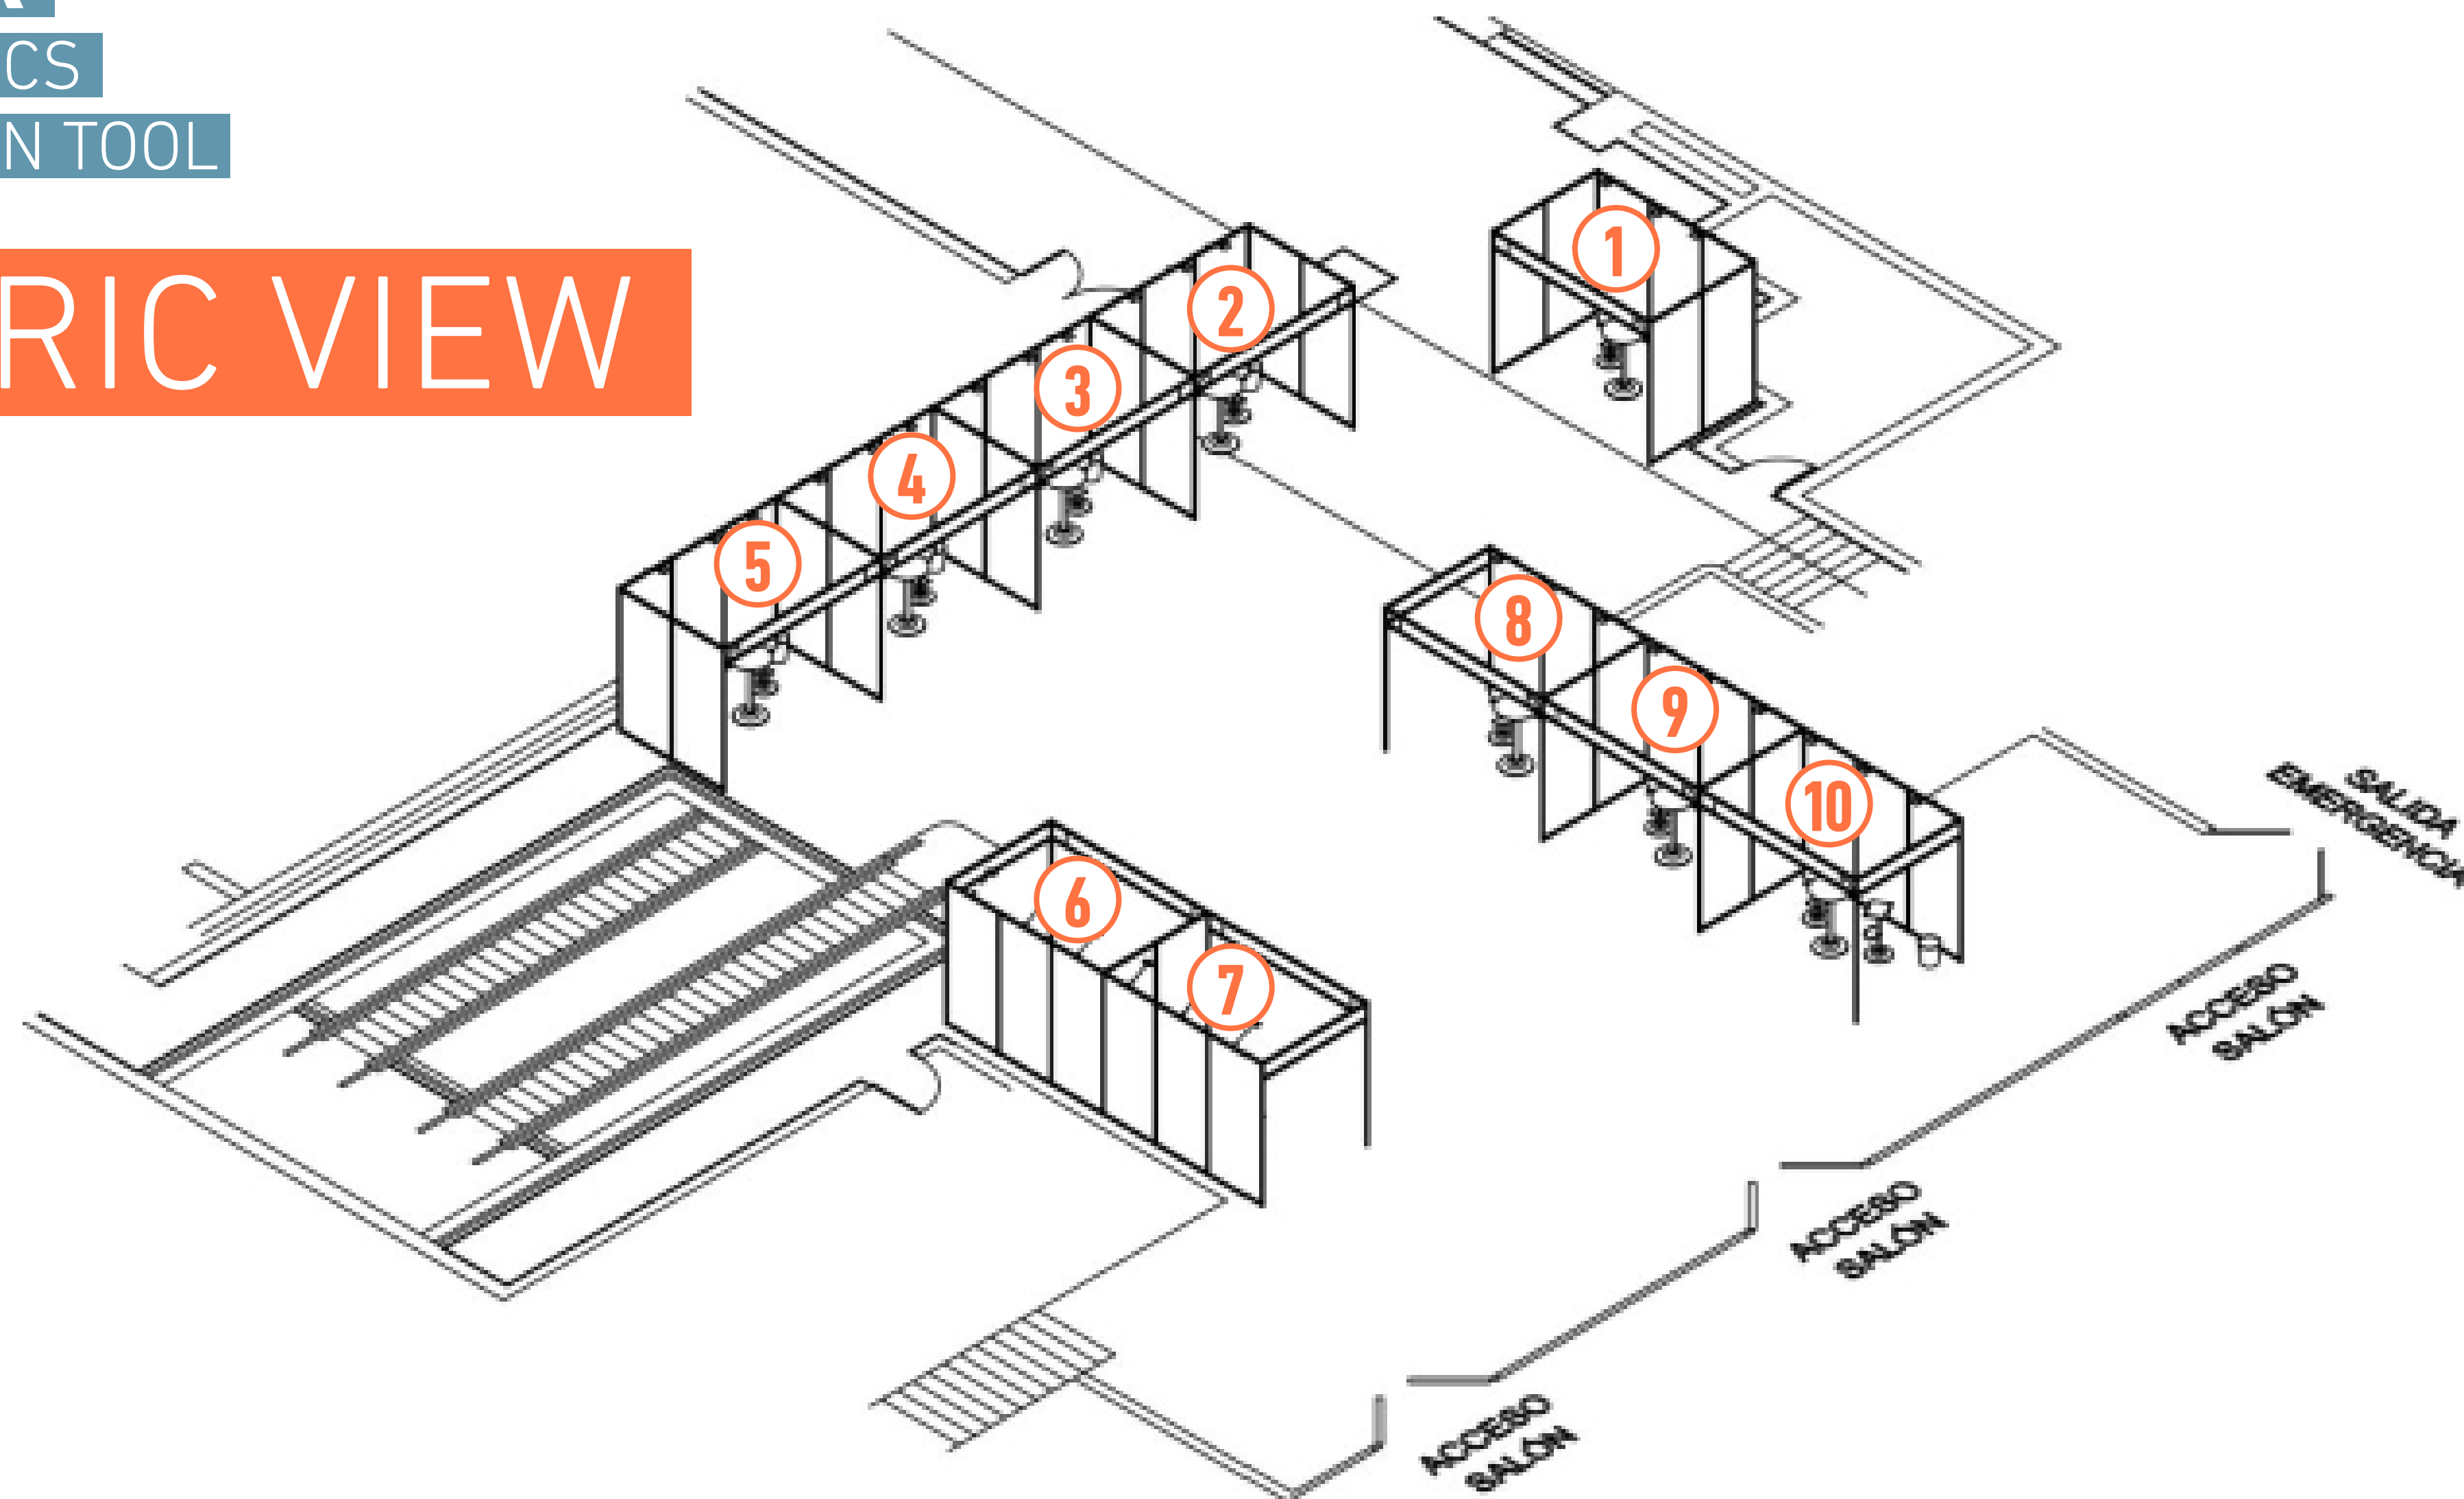 CS
N TOOL
RIC VIEW
1
2
3
4
5
8
9
10
6
7
SALIDA
EMERGENCIA
ACCESO
SALÓN
ACCESO
SALÓN
ACCESO
SALÓN